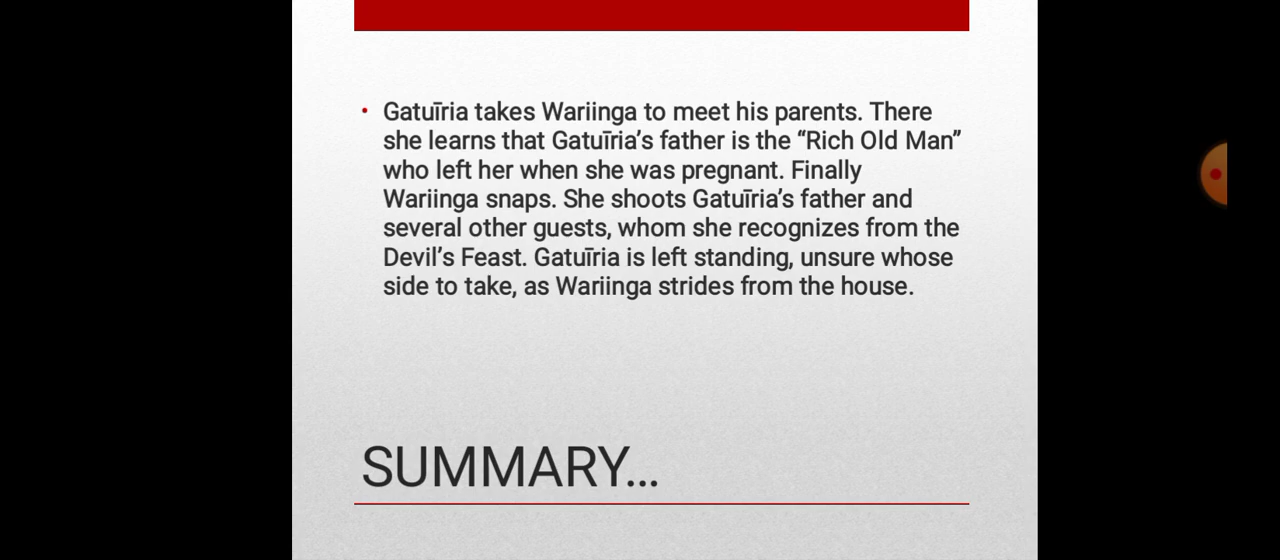 • Gatuīria takes Wariinga to meet his parents. There
she learns that Gatuīria’s father is the “Rich Old Man”
who left her when she was pregnant. Finally
Wariinga snaps. She shoots Gatuīria’s father and
several other guests, whom she recognizes from the
Devil’s Feast. Gatuīria is left standing, unsure whose
side to take, as Wariinga strides from the house.
SUMMARY…